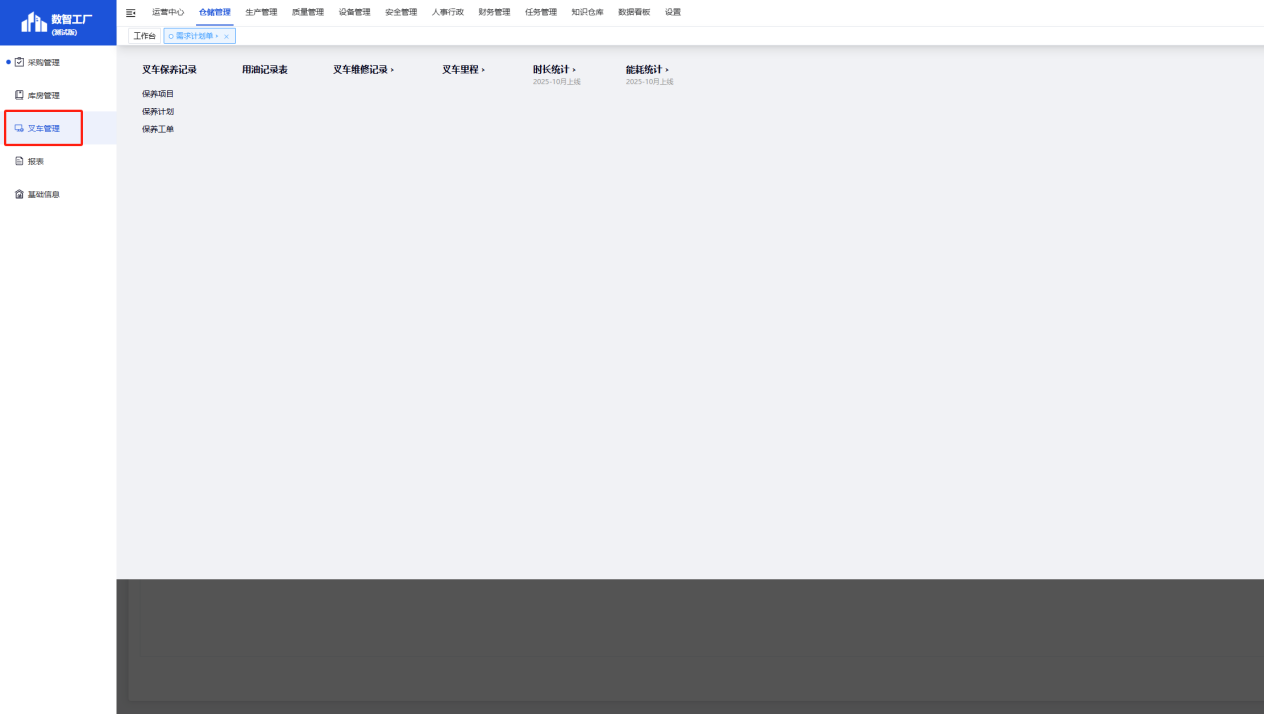 数智工厂
(测试版)
运营中心 仓储管理 生产管理 质量管理 设备管理 安全管理 人事行政 财务管理 任务管理 知识仓库 数据看板 设置
工作台 需求计划单
采购管理
库房管理
叉车管理
报表
基础信息
叉车保养记录 用油记录表 叉车维修记录 叉车里程 时长统计 能耗统计
2025-10月上线 2025-10月上线
保养项目
保养计划
保养工单